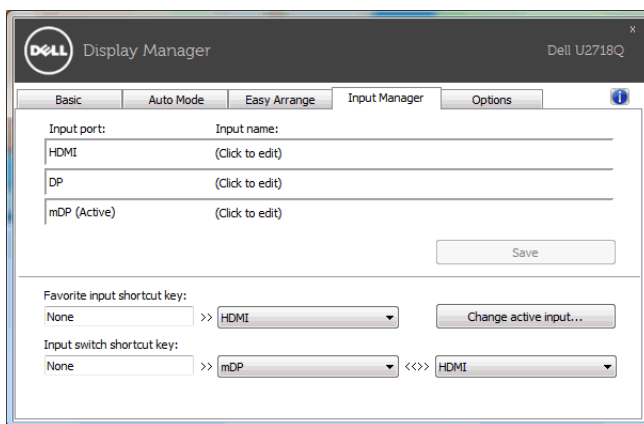 x
DELL Display Manager Dell U2718Q
Basic Auto Mode Easy Arrange Input Manager Options i
Input port: Input name:
HDMI (Click to edit)
DP (Click to edit)
mDP (Active) (Click to edit)
Save
Favorite input shortcut key:
None >> HDMI Change active input...
Input switch shortcut key:
None >> mDP <<>> HDMI